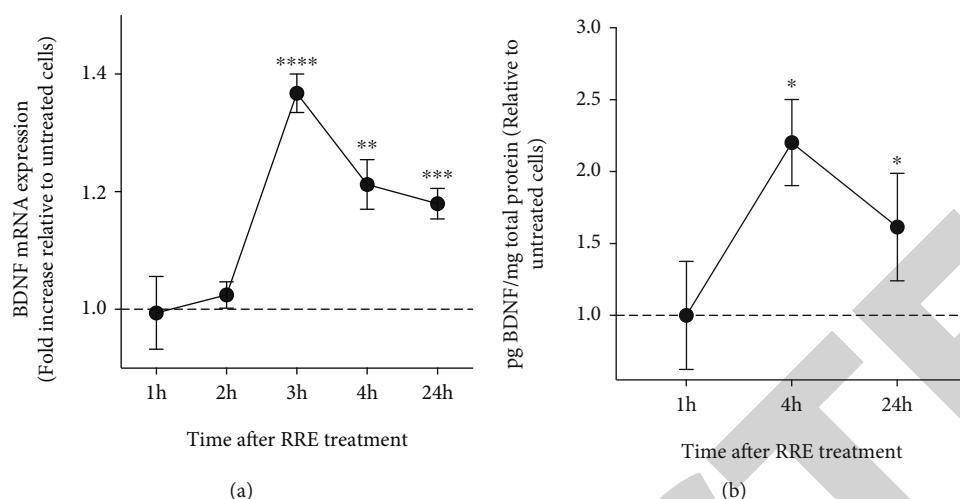 BDNF mRNA expression
(Fold increase relative to untreated cells)
1.4
1.2
1.0
****
**
***
1h
2h
3h
4h
24h
Time after RRE treatment
(a)
pg BDNF/mg total protein (Relative to
untreated cells)
3.0
2.5
2.0
1.5
1.0
*
*
1h
4h
24h
Time after RRE treatment
(b)